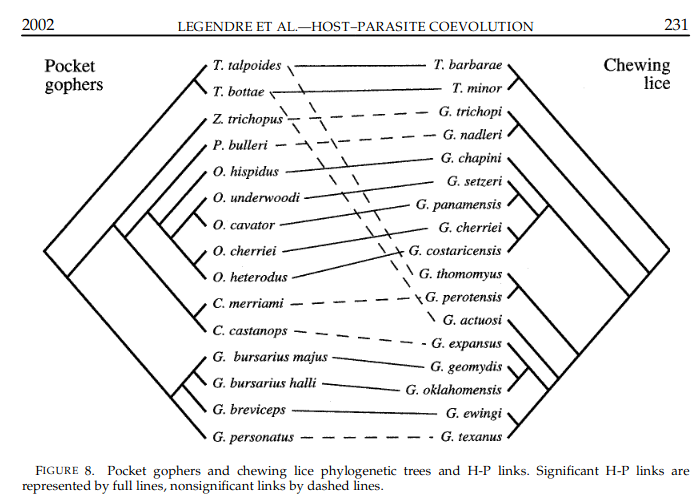 2002 LEGENDRE ET AL.—HOST–PARASITE COEVOLUTION 231
Pocket
gophers
Chewing
lice
T. talpoides
T. bottae
Z. trichopus
P. bulleri
O. hispidus
O. underwoodi
O. cavator
O. cherriei
O. heterodus
C. merriami
C. castanops
G. bursarius majus
G. bursarius halli
G. breviceps
G. personatus
T. barbarae
T. minor
G. trichopi
G. nadleri
G. chapini
G. setzeri
G. panamensis
G. cherriei
G. costaricensis
G. thomomyus
G. perotensis
G. actuosi
G. expansus
G. geomydis
G. oklahomensis
G. ewingi
G. texanus
FIGURE 8. Pocket gophers and chewing lice phylogenetic trees and H-P links. Significant H-P links are
represented by full lines, nonsignificant links by dashed lines.